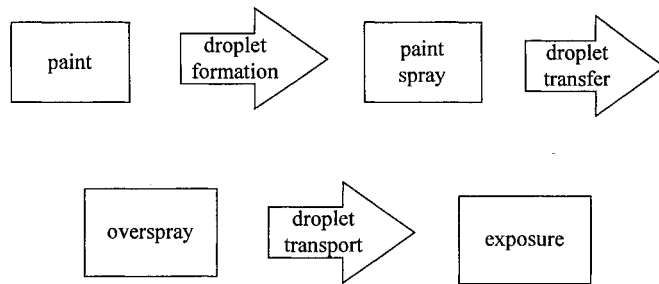 paint
droplet
formation
paint
spray
droplet
transfer
overspray
droplet
transport
exposure